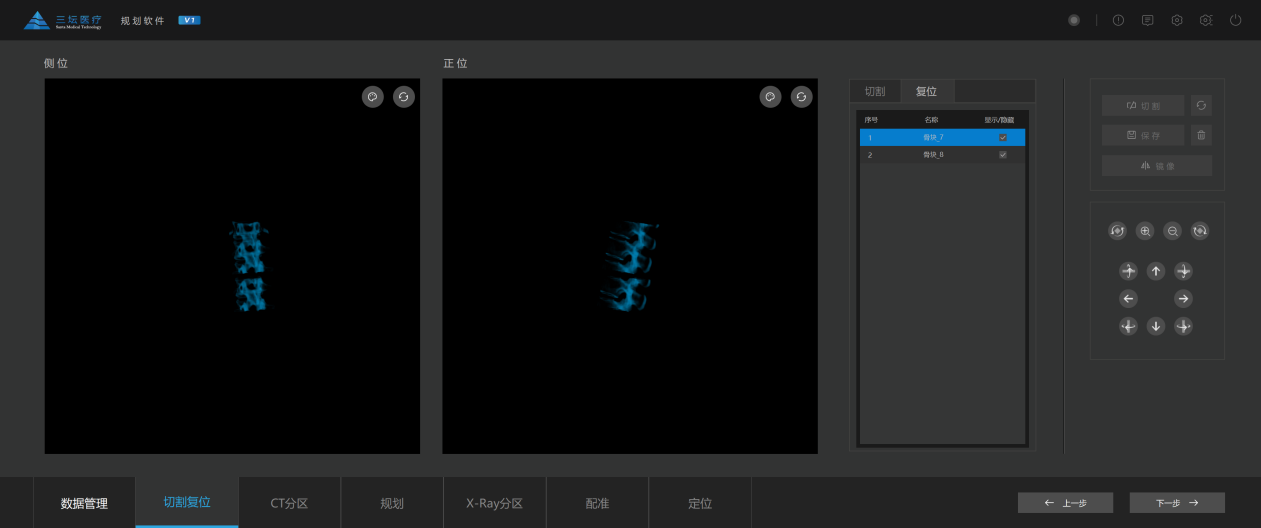 三坛医疗 规划软件 V1
Santa Medical Technology
侧位
正位
切割 复位
序号 名称 显示/隐藏
1 骨块_7
2 骨块_8
切割
保存
镜像
数据管理 切割复位 CT分区 规划 X-Ray分区 配准 定位 ← 上一步 下一步 →